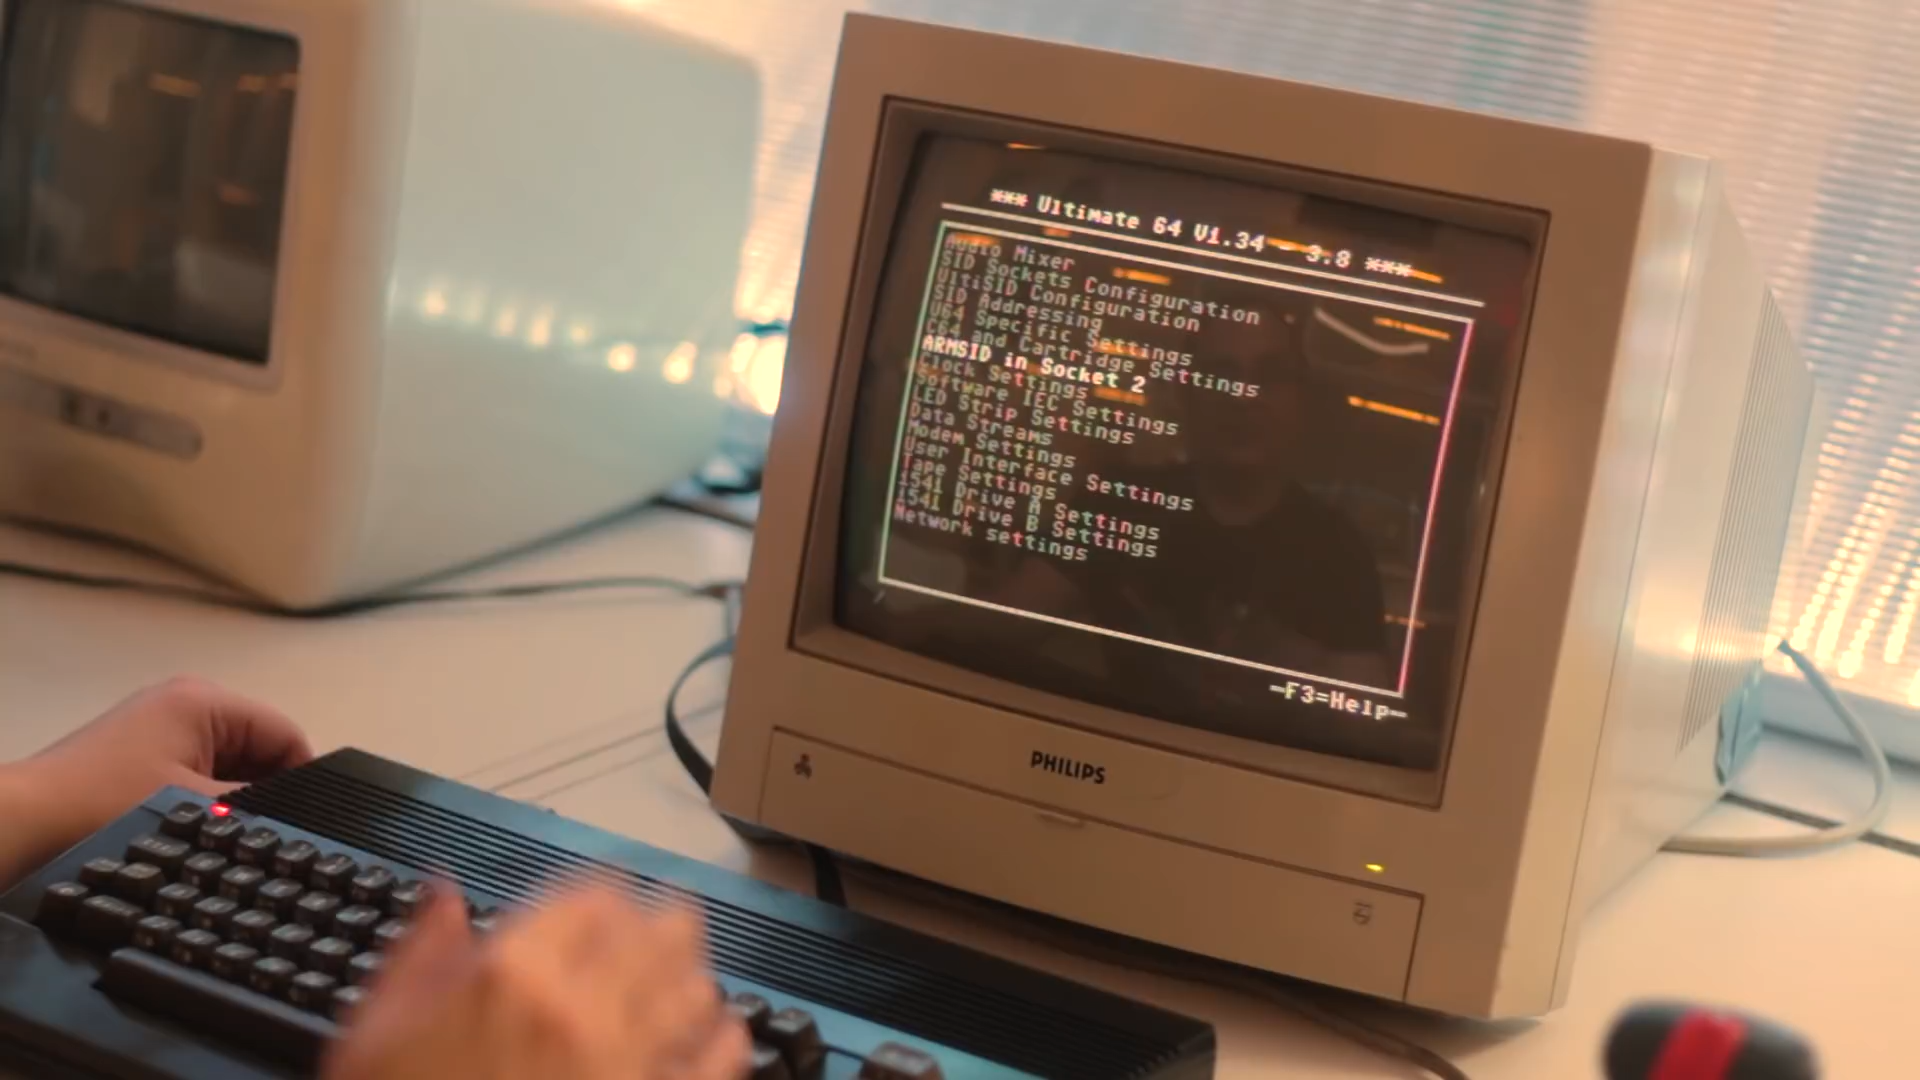 *** Ultimate 64 V1.34 - 3.8 ***
Audio Mixer
SID Sockets Configuration
UltiSID Configuration
SID Addressing
U64 Specific Settings
C64 and Cartridge Settings
ARMSID in Socket 2
Clock Settings
Software IEC Settings
LED Strip Settings
Data Streams
Modem Settings
User Interface Settings
Tape Settings
1541 Drive A Settings
1541 Drive B Settings
Network settings
F3=Help
PHILIPS